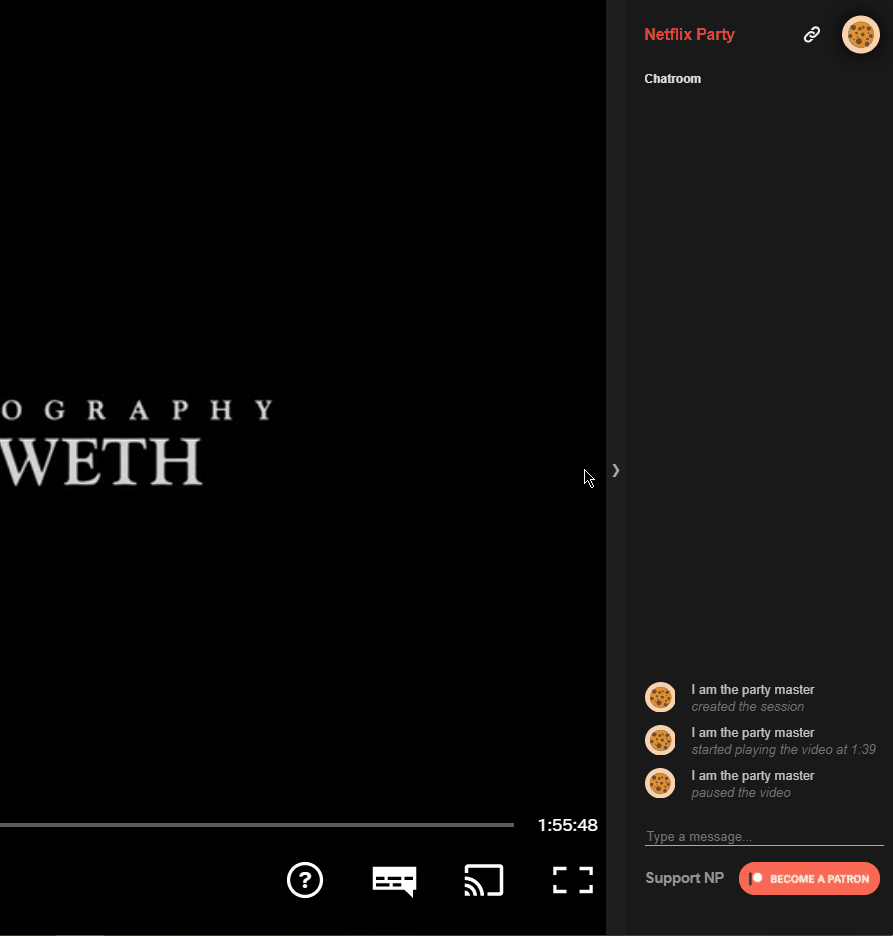 OGRAPHY
WETH
1:55:48
?
Netflix Party
Chatroom
I am the party master
created the session
I am the party master
started playing the video at 1:39
I am the party master
paused the video
Type a message...
Support NP
BECOME A PATRON